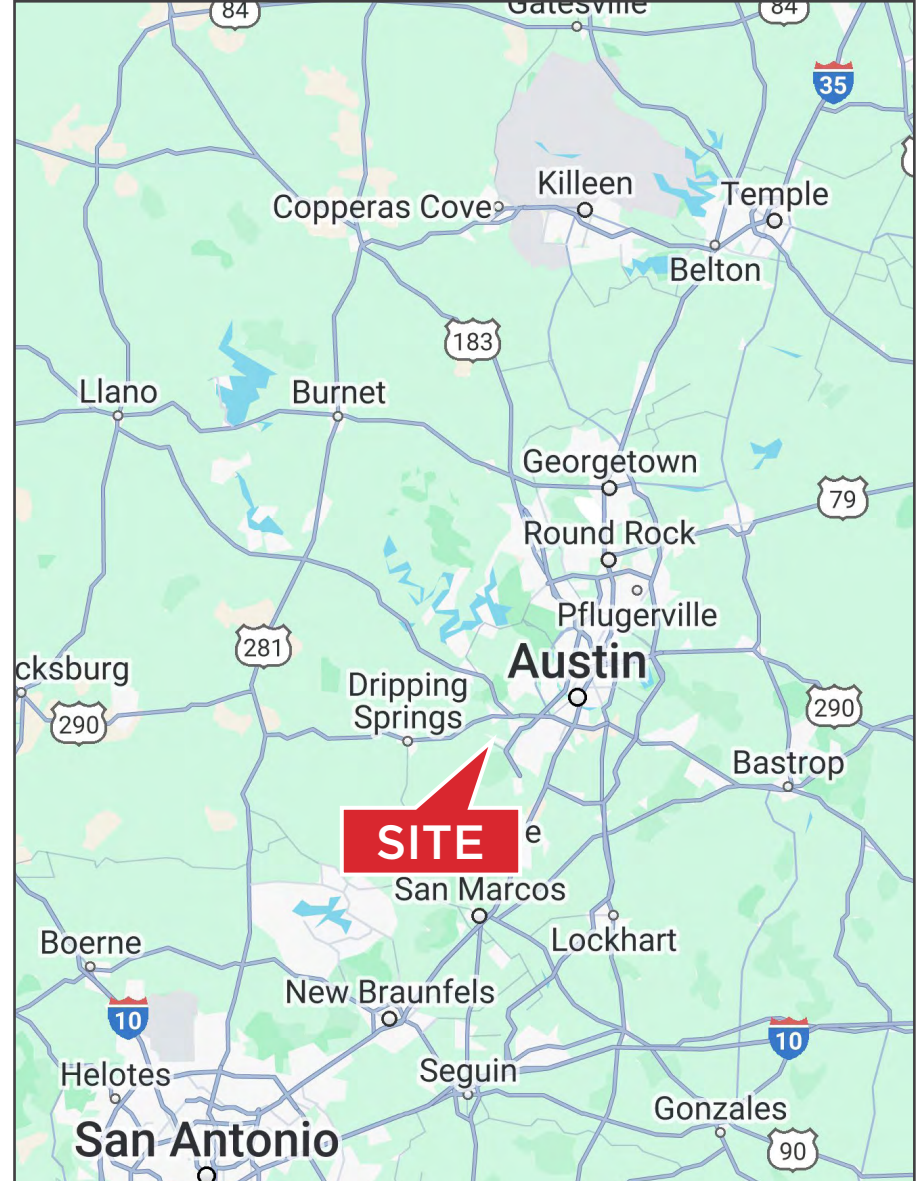 84
Gatesville
84
35
Killeen
Temple
Copperas Cove
Belton
183
Llano
Burnet
Georgetown
79
Round Rock
Pflugerville
281
Austin
cksburg
Dripping
Springs
290
290
Bastrop
SITE
e
San Marcos
Lockhart
Boerne
New Braunfels
10
10
Helotes
Seguin
Gonzales
San Antonio
90